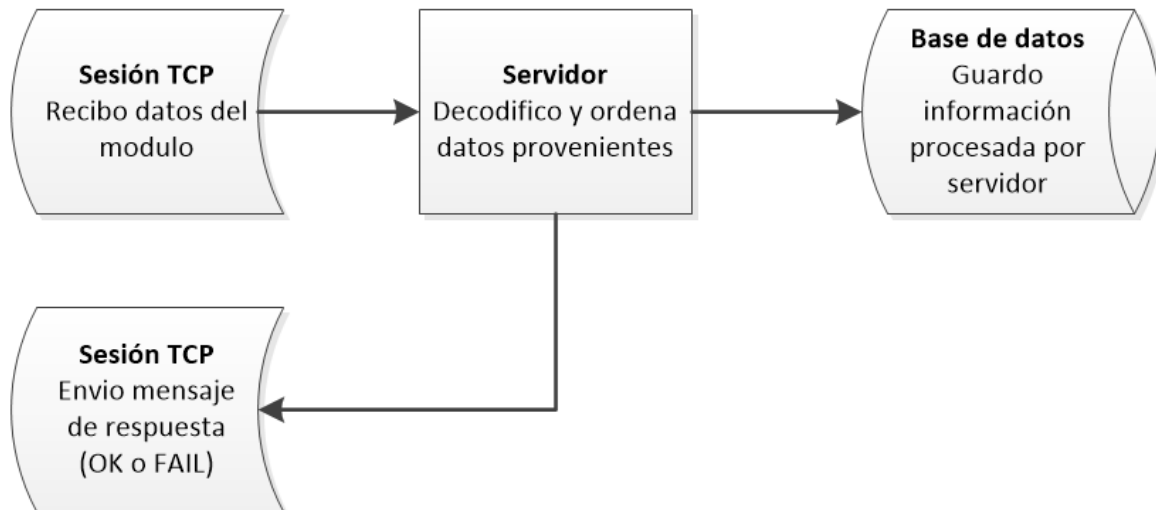 Sesión TCP
Recibo datos del
modulo
Servidor
Decodifico y ordena
datos provenientes
Base de datos
Guardo
información
procesada por
servidor
Sesión TCP
Envio mensaje
de respuesta
(OK o FAIL)